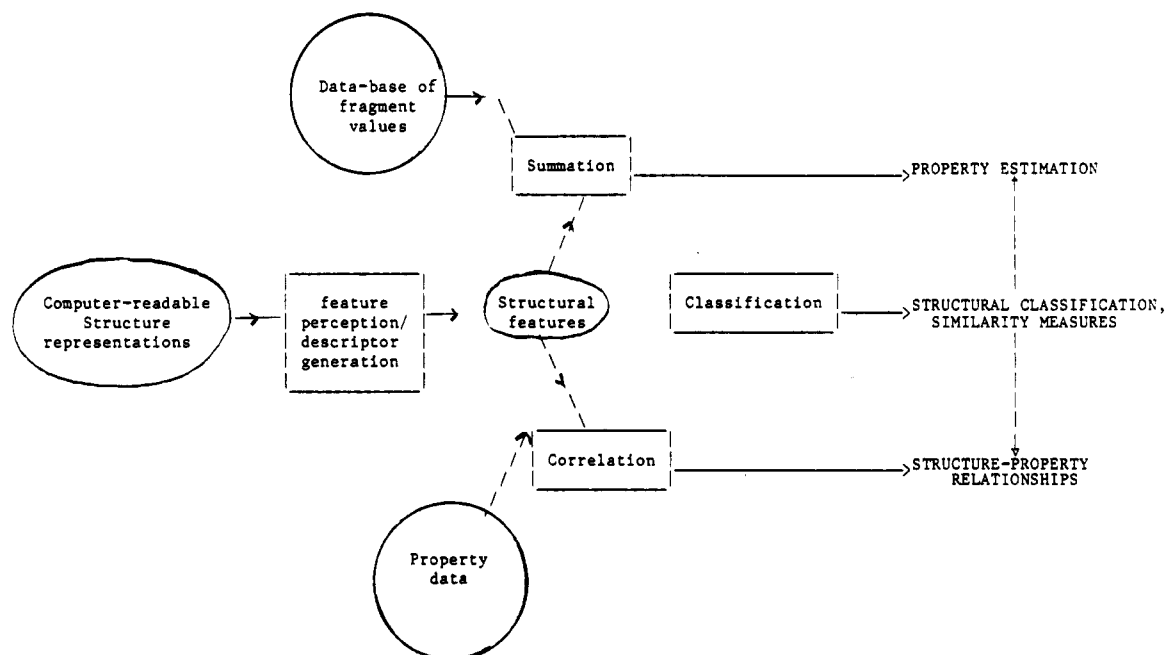 Data-base of
fragment
values
Summation
PROPERTY ESTIMATION
Computer-readable
Structure
representations
feature
perception/
descriptor
generation
Structural
features
Classification
STRUCTURAL CLASSIFICATION,
SIMILARITY MEASURES
Correlation
STRUCTURE-PROPERTY
RELATIONSHIPS
Property
data